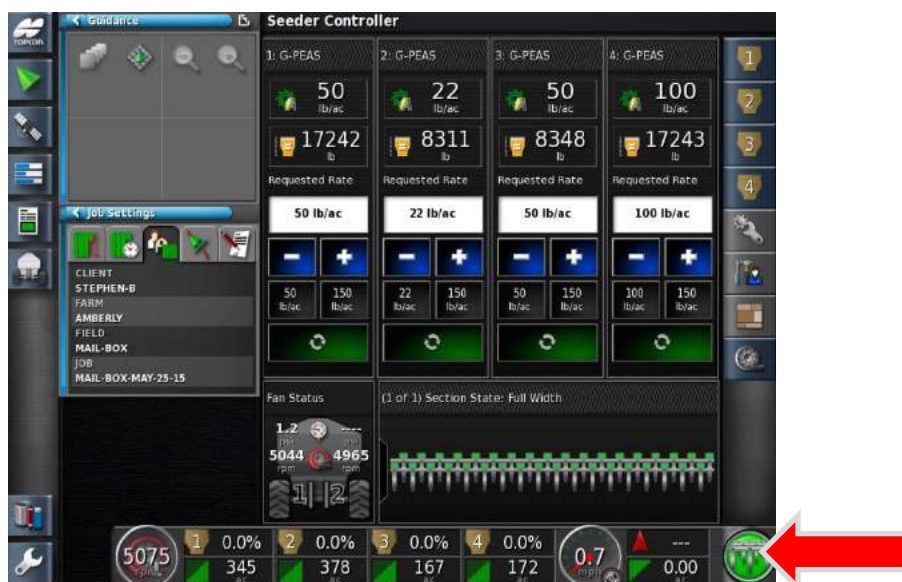 TOPCON
Guidance
Seeder Controller
1: G-PEAS
2: G-PEAS
3: G-PEAS
4: G-PEAS
50
lb/ac
22
lb/ac
50
lb/ac
100
lb/ac
17242
lb
8311
lb
8348
lb
17243
lb
Requested Rate
Requested Rate
Requested Rate
Requested Rate
50 lb/ac
22 lb/ac
50 lb/ac
100 lb/ac
- +
- +
- +
- +
50
lb/ac
150
lb/ac
22
lb/ac
150
lb/ac
50
lb/ac
150
lb/ac
100
lb/ac
150
lb/ac
1
2
3
4
Job Settings
CLIENT
STEPHEN-B
FARM
AMBERLY
FIELD
MAIL-BOX
JOB
MAIL-BOX-MAY-25-15
Fan Status
1.2
psi
----
psi
5044
rpm
4965
rpm
1 2
(1 of 1) Section State: Full Width
5075
rpm
1 0.0%
345
ac
2 0.0%
378
ac
3 0.0%
167
ac
4 0.0%
172
ac
0.7
mph
---
0.00
ac